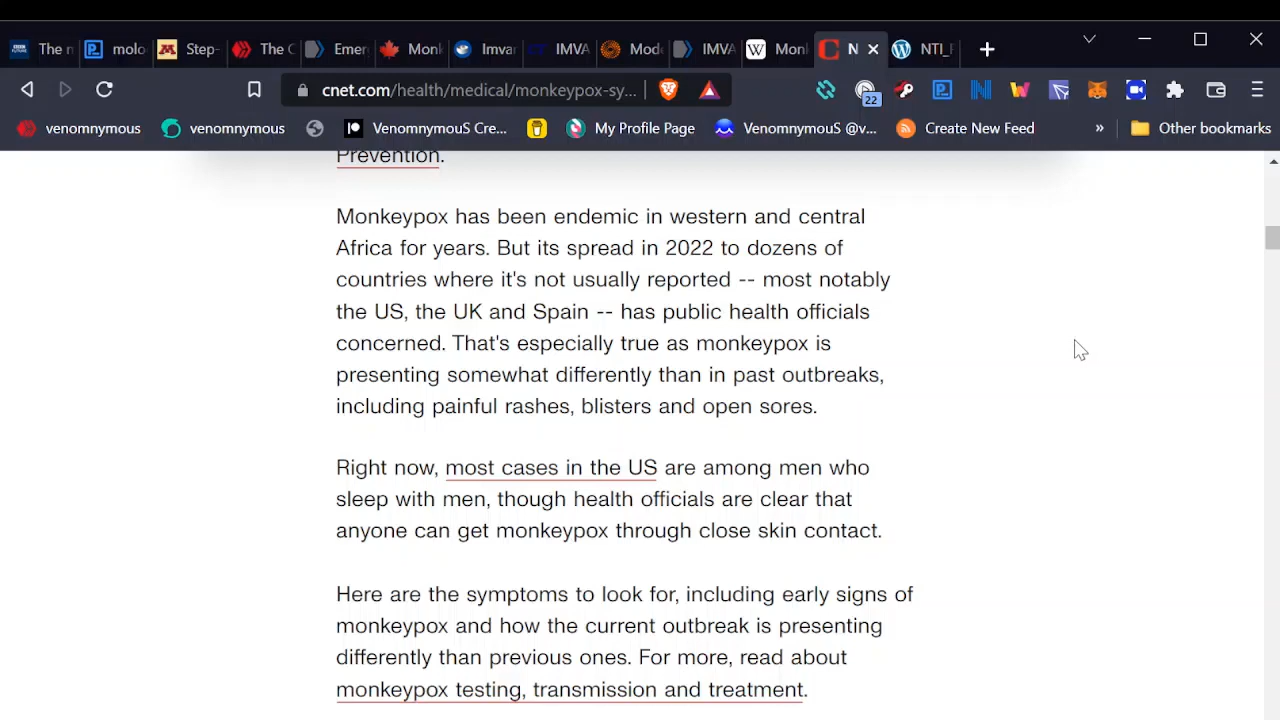 The n
molo
Step-
The C
Emer
Monk
Imvar
IMVA
Mode
IMVA
Monk
N
NTI_F
cnet.com/health/medical/monkeypox-sy...
22
venomnymous
venomnymous
VenomnymouS Cre...
My Profile Page
VenomnymouS @v...
Create New Feed
»
Other bookmarks
Prevention.
Monkeypox has been endemic in western and central
Africa for years. But its spread in 2022 to dozens of
countries where it's not usually reported -- most notably
the US, the UK and Spain -- has public health officials
concerned. That's especially true as monkeypox is
presenting somewhat differently than in past outbreaks,
including painful rashes, blisters and open sores.
Right now, most cases in the US are among men who
sleep with men, though health officials are clear that
anyone can get monkeypox through close skin contact.
Here are the symptoms to look for, including early signs of
monkeypox and how the current outbreak is presenting
differently than previous ones. For more, read about
monkeypox testing, transmission and treatment.